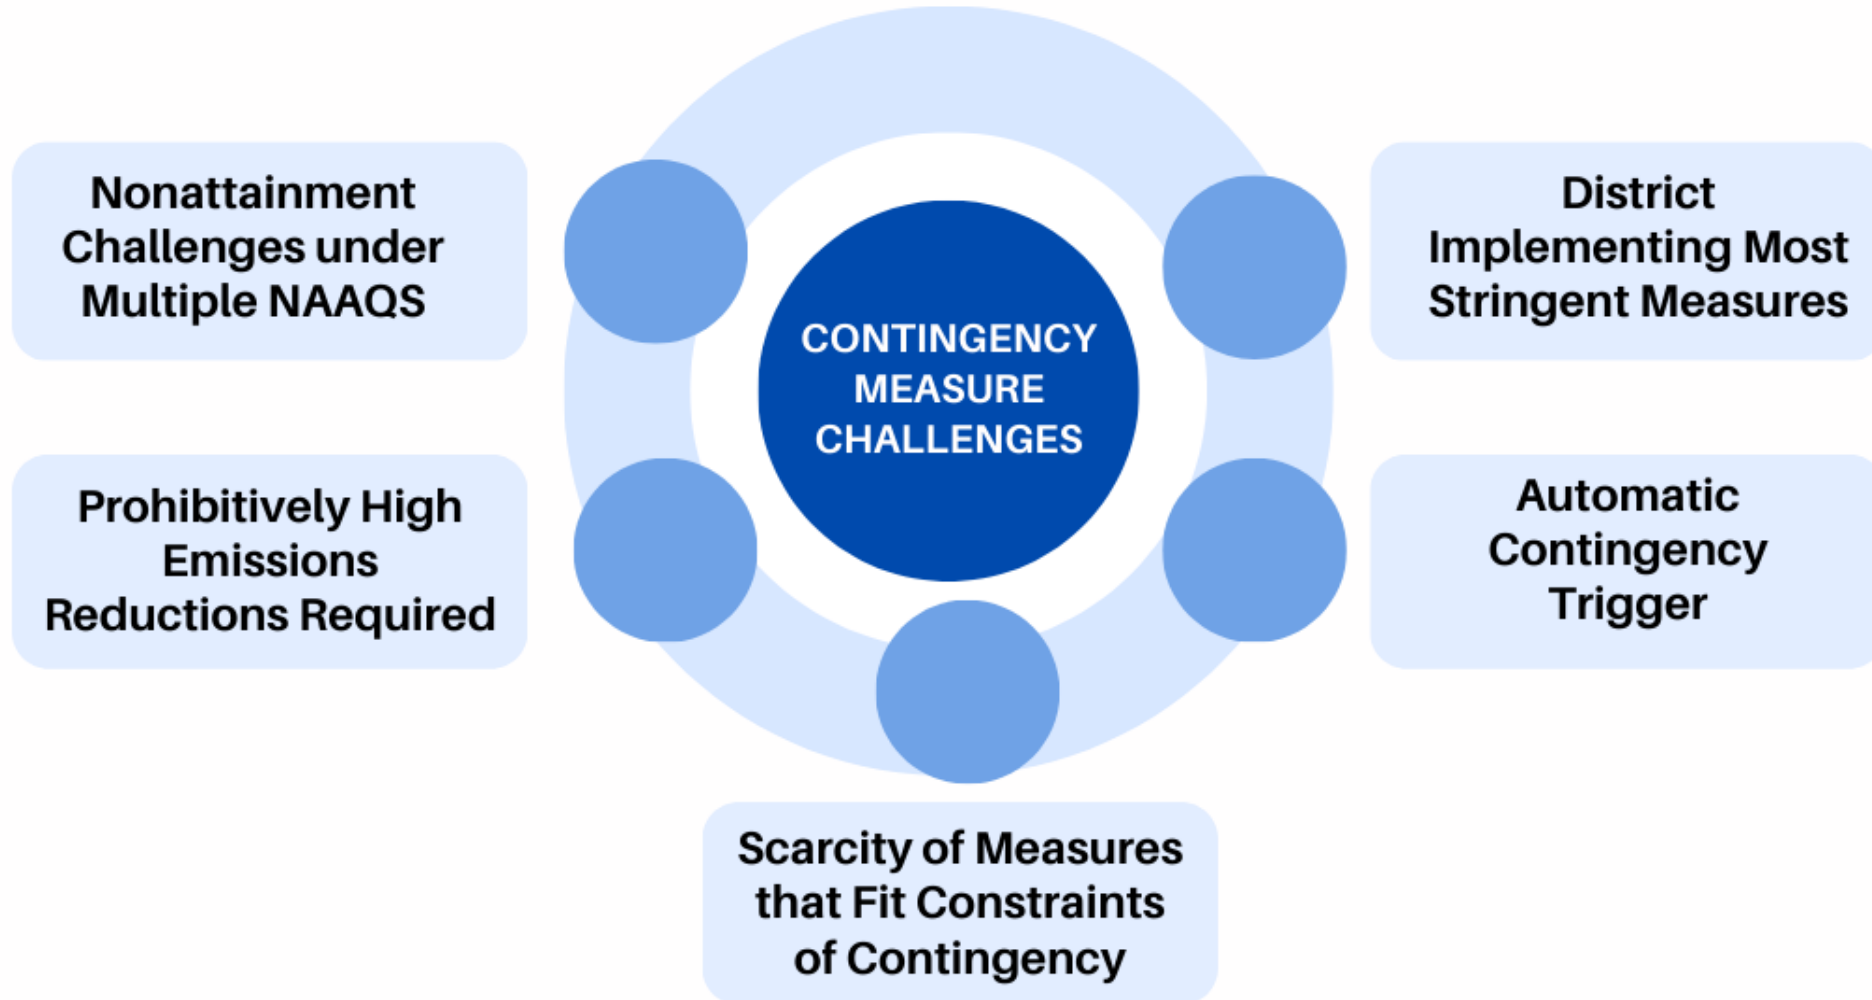 Nonattainment
Challenges under
Multiple NAAQS
District
Implementing Most
Stringent Measures
CONTINGENCY
MEASURE
CHALLENGES
Prohibitively High
Emissions
Reductions Required
Automatic
Contingency
Trigger
Scarcity of Measures
that Fit Constraints
of Contingency